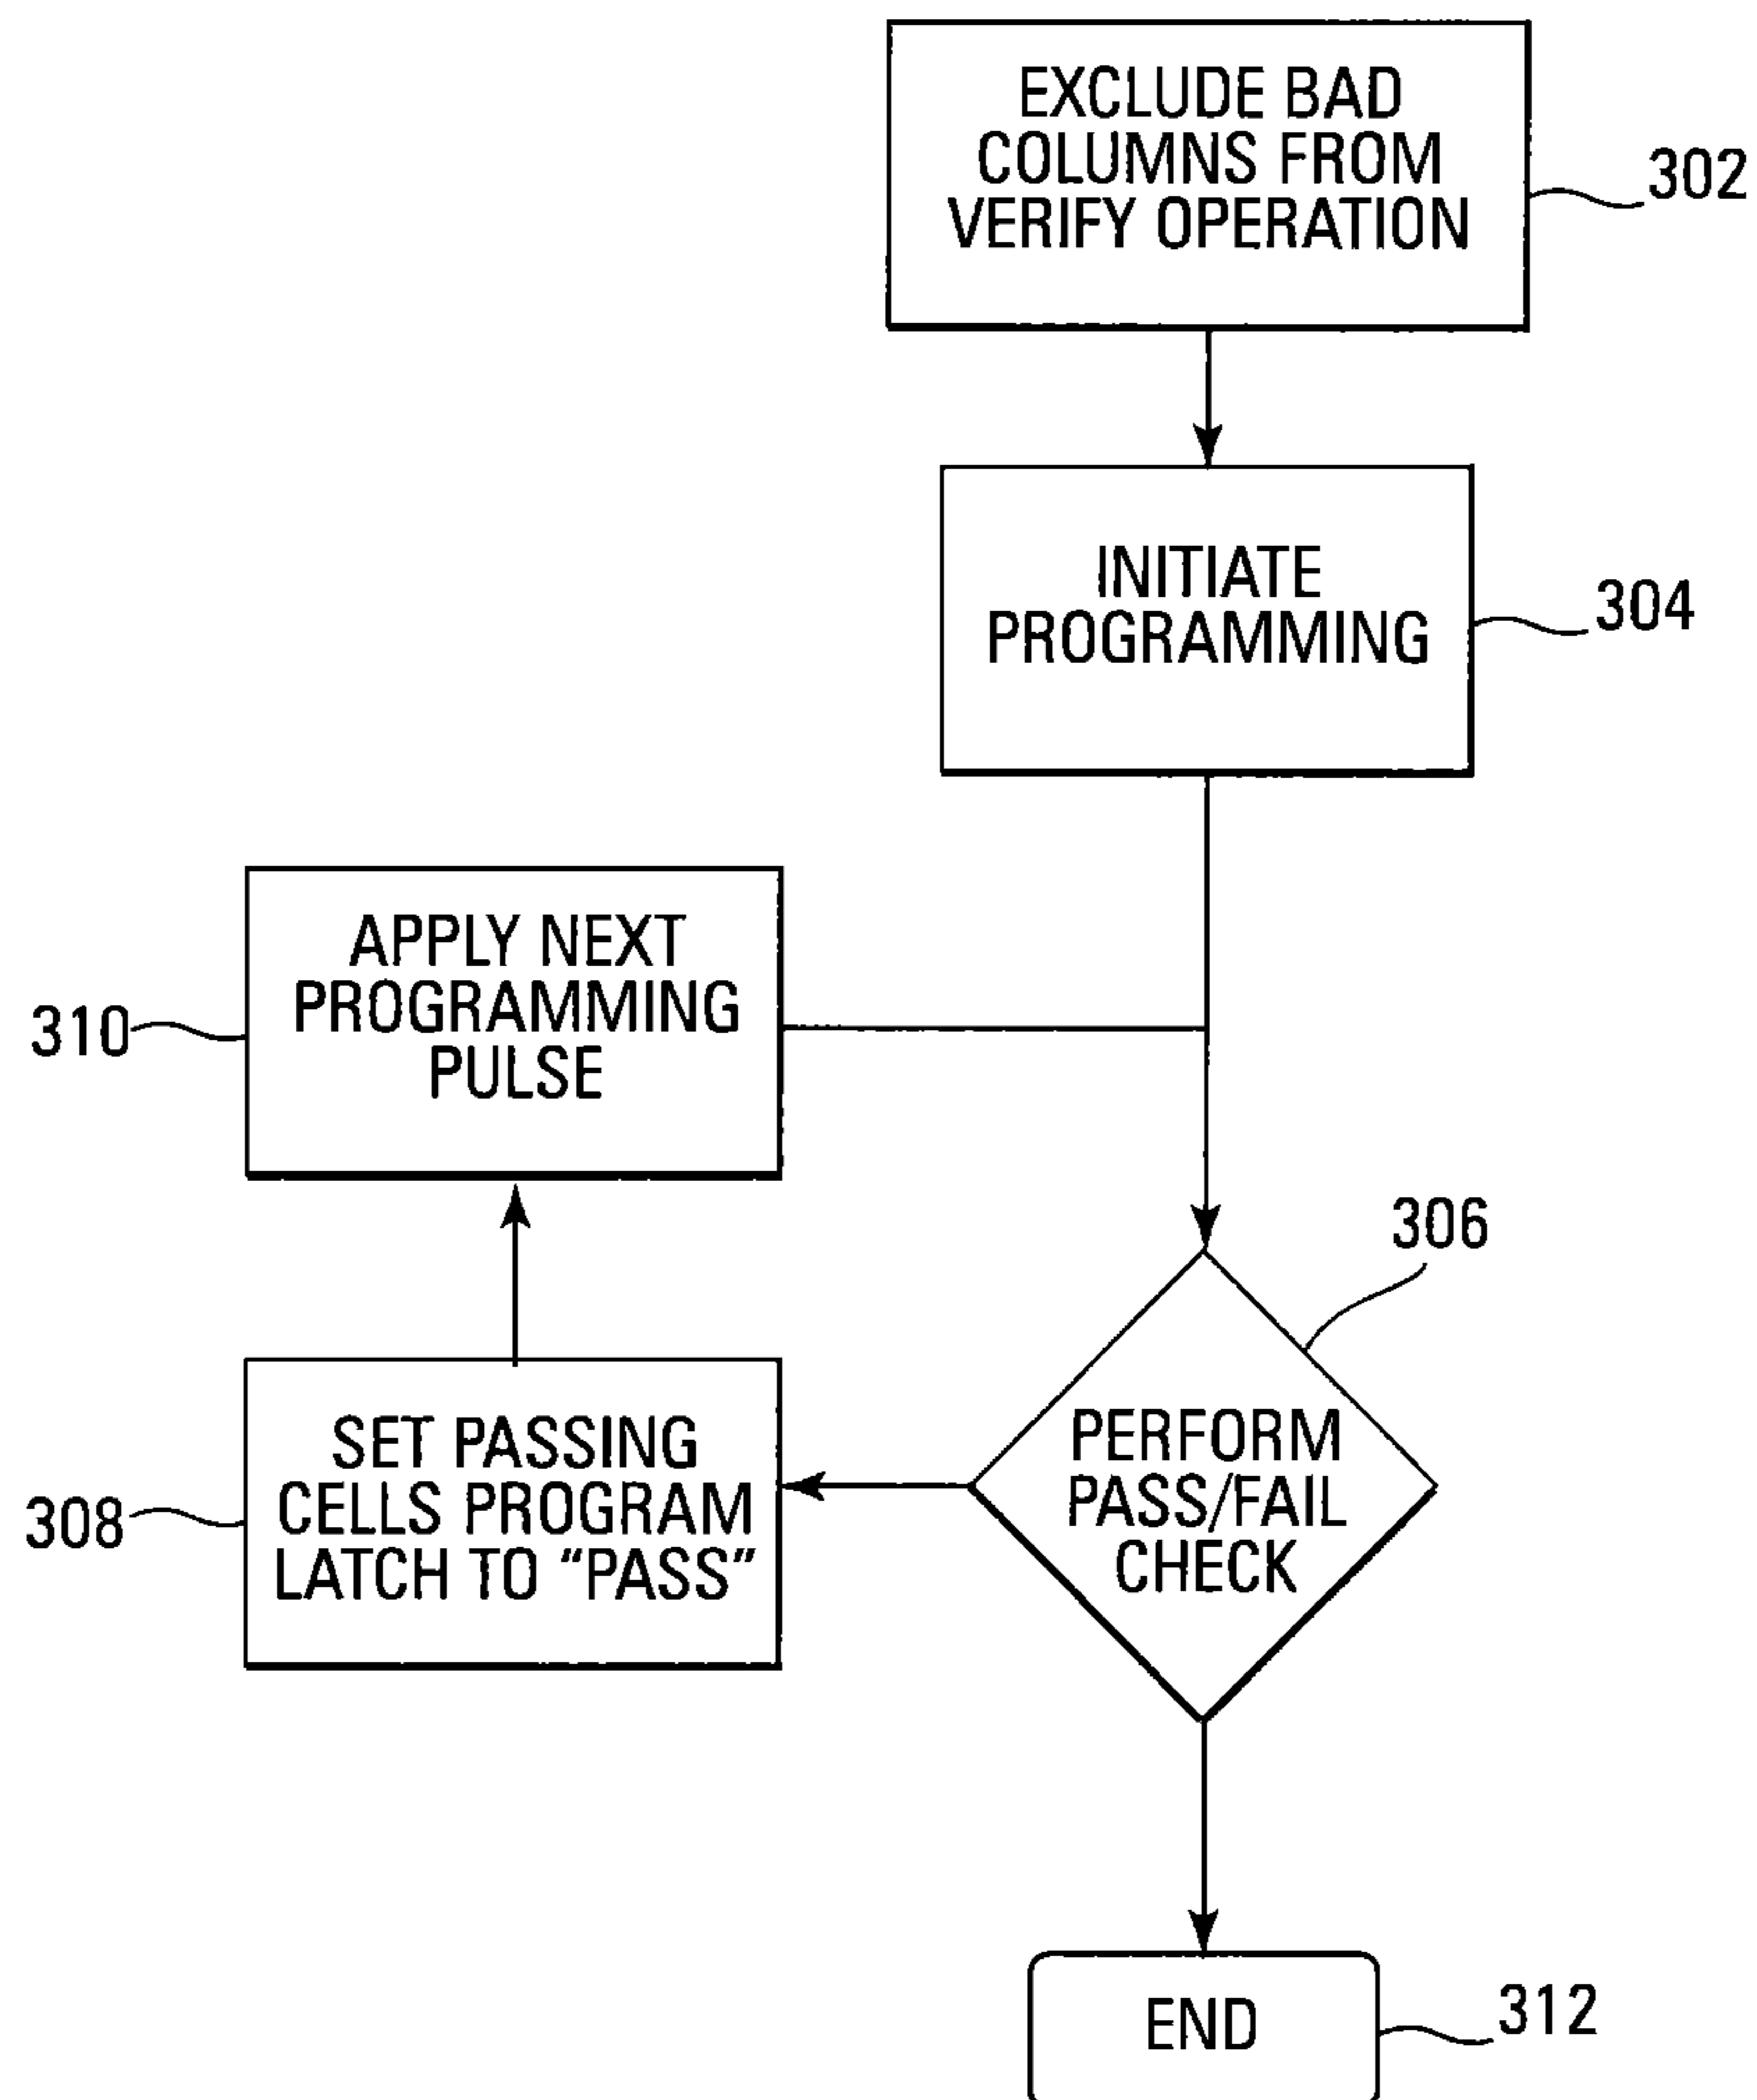 EXCLUDE BAD
COLUMNS FROM
VERIFY OPERATION
302
INITIATE
PROGRAMMING
304
APPLY NEXT
PROGRAMMING
PULSE
310
306
SET PASSING
CELLS PROGRAM
LATCH TO “PASS”
308
PERFORM
PASS/FAIL
CHECK
END
312